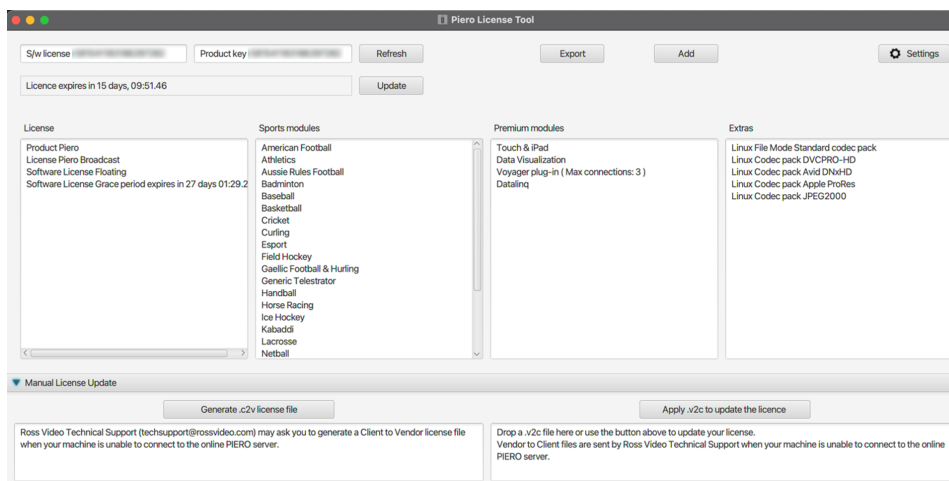 Piero License Tool
S/w license
Product key
Refresh
Export
Add
Settings
Licence expires in 15 days, 09:51.46
Update
License
Product Piero
License Piero Broadcast
Software License Floating
Software License Grace period expires in 27 days 01:29.2
Sports modules
American Football
Athletics
Aussie Rules Football
Badminton
Baseball
Basketball
Cricket
Curling
Esport
Field Hockey
Gaellic Football & Hurling
Generic Telestrator
Handball
Horse Racing
Ice Hockey
Kabaddi
Lacrosse
Netball
Premium modules
Touch & iPad
Data Visualization
Voyager plug-in ( Max connections: 3 )
Datalinq
Extras
Linux File Mode Standard codec pack
Linux Codec pack DVCPRO-HD
Linux Codec pack Avid DNxHD
Linux Codec pack Apple ProRes
Linux Codec pack JPEG2000
Manual License Update
Generate .c2v license file
Ross Video Technical Support (techsupport@rossvideo.com) may ask you to generate a Client to Vendor license file
when your machine is unable to connect to the online PIERO server.
Apply .v2c to update the licence
Drop a .v2c file here or use the button above to update your license.
Vendor to Client files are sent by Ross Video Technical Support when your machine is unable to connect to the online
PIERO server.